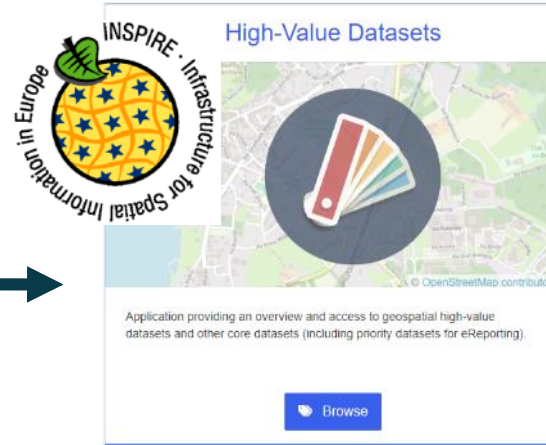 INSPIRE · Infrastructure for Spatial Information in Europe
High-Value Datasets
© OpenStreetMap contributo
Application providing an overview and access to geospatial high-value
datasets and other core datasets (including priority datasets for eReporting).
Browse